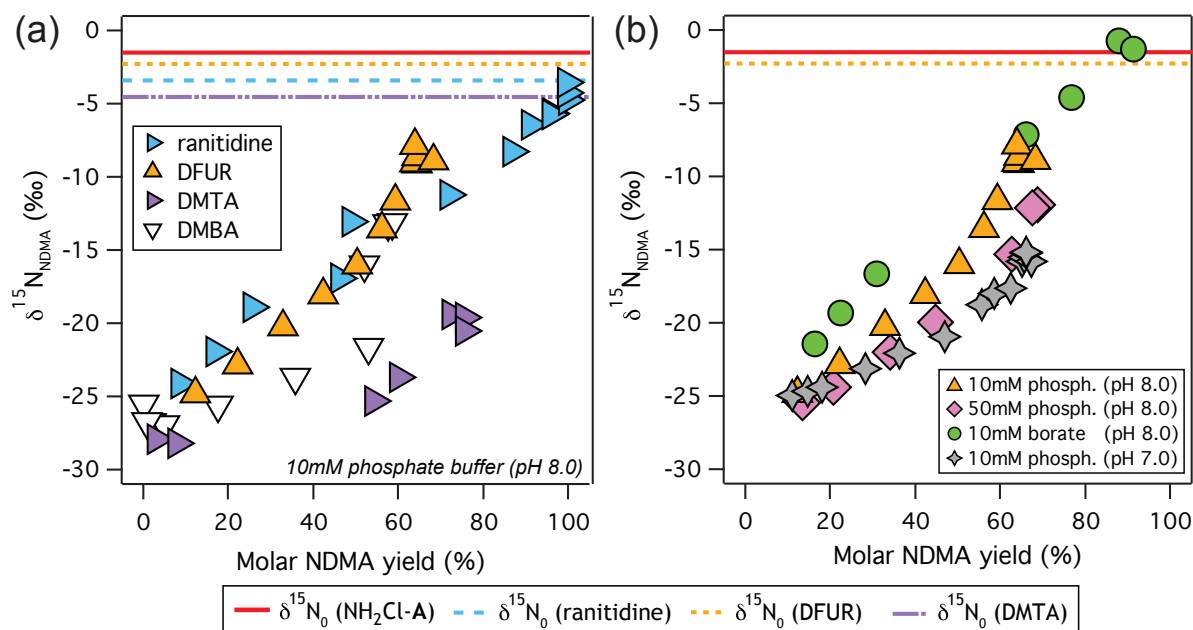 (a)
0
-5
-10
-15
-20
-25
-30
δ¹⁵N_NDMA (‰)
ranitidine
DFUR
DMTA
DMBA
10mM phosphate buffer (pH 8.0)
0 20 40 60 80 100
Molar NDMA yield (%)
(b)
0
-5
-10
-15
-20
-25
-30
δ¹⁵N_NDMA (‰)
10mM phosph. (pH 8.0)
50mM phosph. (pH 8.0)
10mM borate (pH 8.0)
10mM phosph. (pH 7.0)
0 20 40 60 80 100
Molar NDMA yield (%)
δ¹⁵N₀ (NH₂Cl-A) δ¹⁵N₀ (ranitidine) δ¹⁵N₀ (DFUR) δ¹⁵N₀ (DMTA)